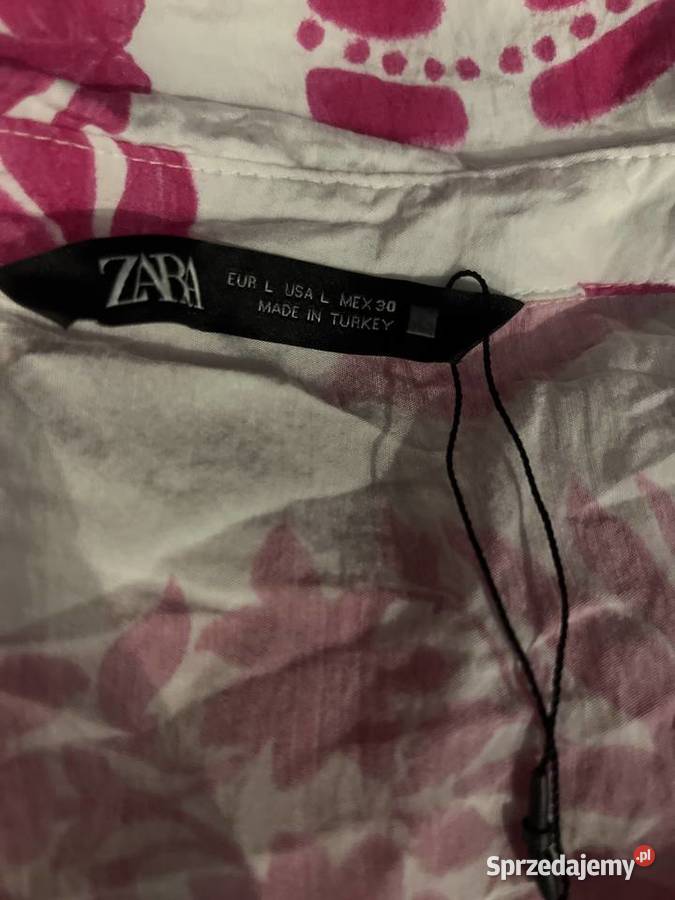 ZARA
EUR L USA L MEX 30
MADE IN TURKEY
Sprzedajemy.pl